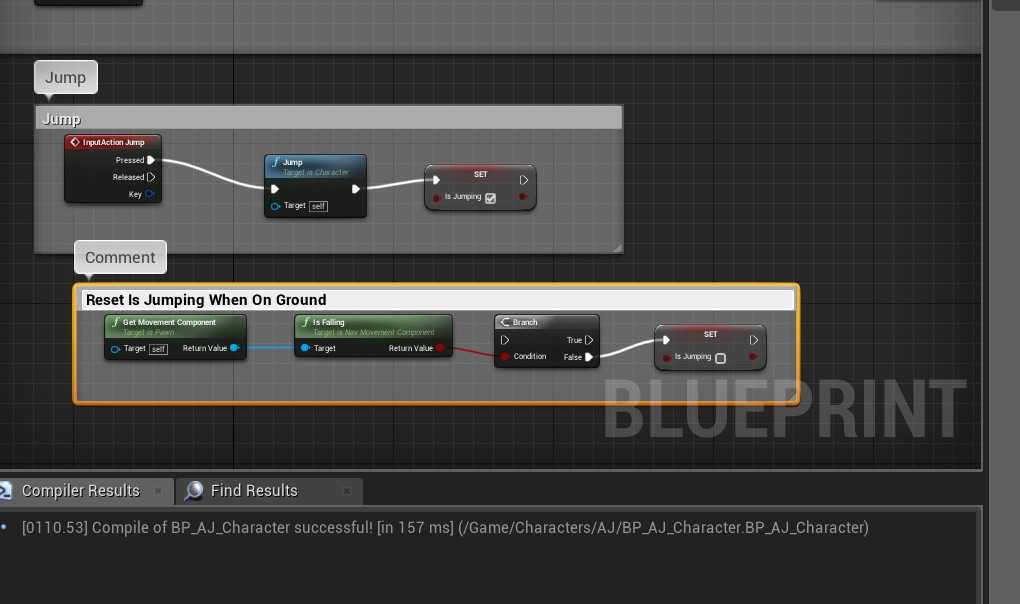 Jump
Jump
InputAction Jump
Pressed
Released
Key
Jump
Target is Character
Target self
SET
Is Jumping
Comment
Reset Is Jumping When On Ground
Get Movement Component
Target is Pawn
Target self Return Value
Is Falling
Target is Nav Movement Component
Target Return Value
Branch
True
Condition False
SET
Is Jumping
BLUEPRINT
Compiler Results
Find Results
[0110.53] Compile of BP_AJ_Character successful! [in 157 ms] (/Game/Characters/AJ/BP_AJ_Character.BP_AJ_Character)